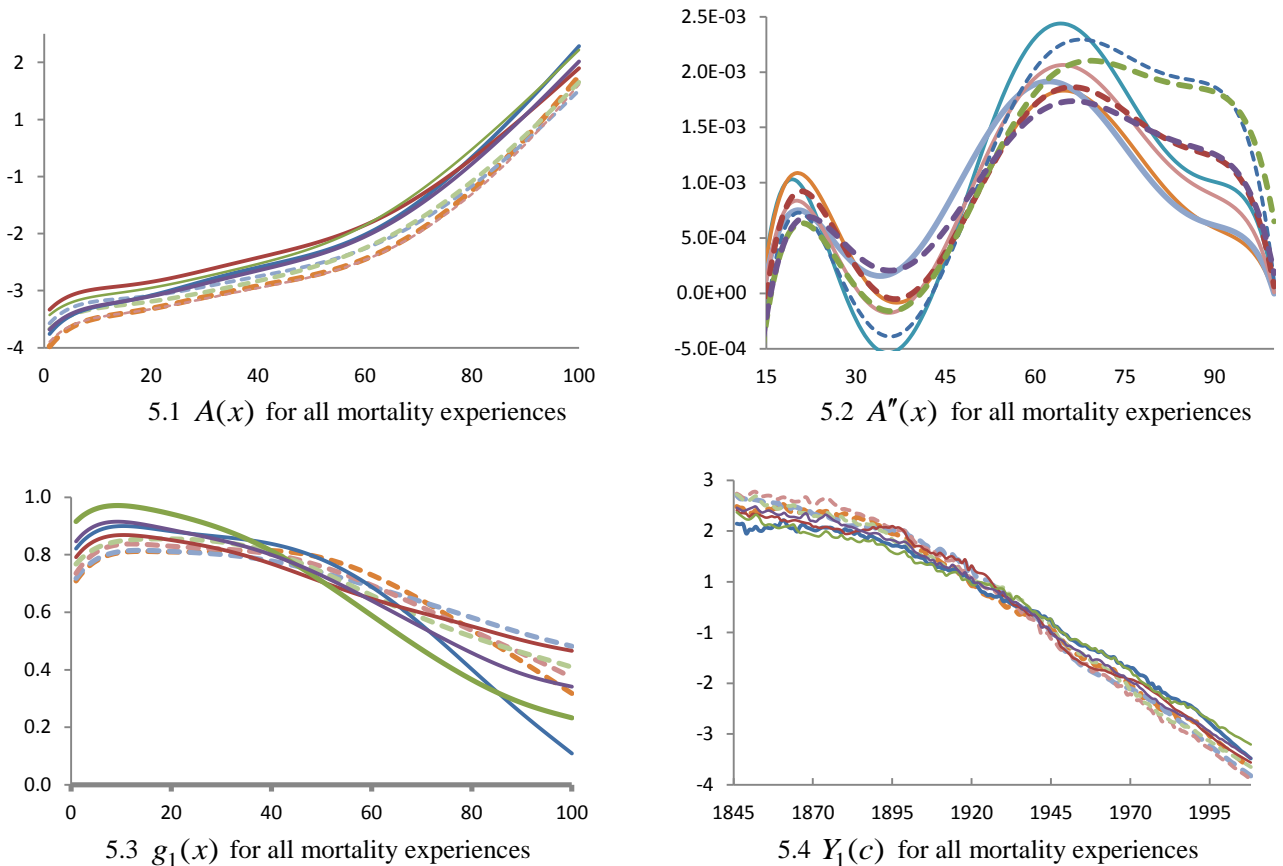 2
1
-1
-2
-3
-4
0 20 40 60 80 100
5.1 A(x) for all mortality experiences
2.5E-03
2.0E-03
1.5E-03
1.0E-03
5.0E-04
0.0E+00
-5.0E-04
15 30 45 60 75 90
5.2 A″(x) for all mortality experiences
1.0
0.8
0.6
0.4
0.2
0.0
0 20 40 60 80 100
5.3 g₁(x) for all mortality experiences
3
2
1
-1
-2
-3
-4
1845 1870 1895 1920 1945 1970 1995
5.4 Y₁(c) for all mortality experiences